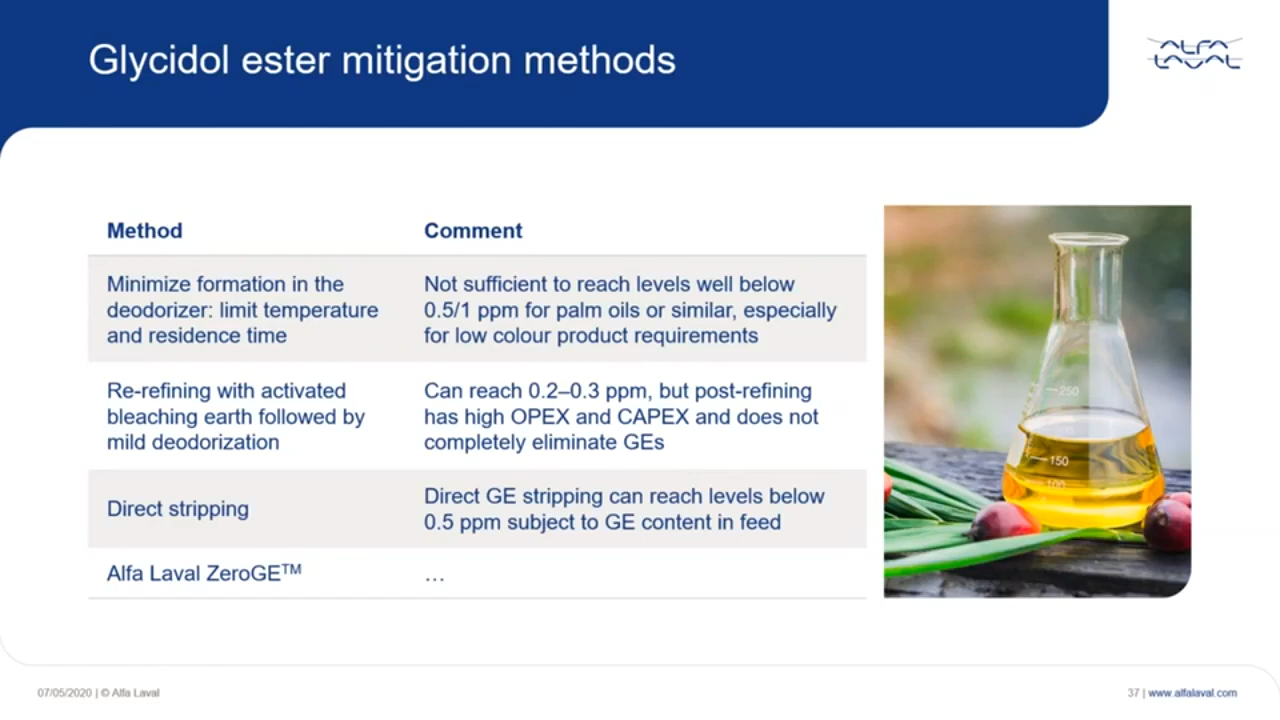 Glycidol ester mitigation methods
ALFA
LAVAL
Method
Comment
Minimize formation in the
deodorizer: limit temperature
and residence time
Not sufficient to reach levels well below
0.5/1 ppm for palm oils or similar, especially
for low colour product requirements
Re-refining with activated
bleaching earth followed by
mild deodorization
Can reach 0.2–0.3 ppm, but post-refining
has high OPEX and CAPEX and does not
completely eliminate GEs
Direct stripping
Direct GE stripping can reach levels below
0.5 ppm subject to GE content in feed
Alfa Laval ZeroGE™
…
250
150
100
07/05/2020 | © Alfa Laval
37 | www.alfalaval.com